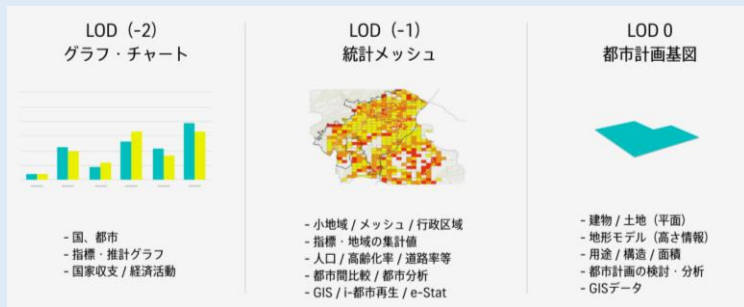 LOD (-2)
グラフ・チャート
- 国、都市
- 指標・推計グラフ
- 国家収支 / 経済活動
LOD (-1)
統計メッシュ
- 小地域 / メッシュ / 行政区域
- 指標・地域の集計値
- 人口 / 高齢化率 / 道路率等
- 都市間比較 / 都市分析
- GIS / i-都市再生 / e-Stat
LOD 0
都市計画基図
- 建物 / 土地（平面）
- 地形モデル（高さ情報）
- 用途 / 構造 / 面積
- 都市計画の検討・分析
- GISデータ